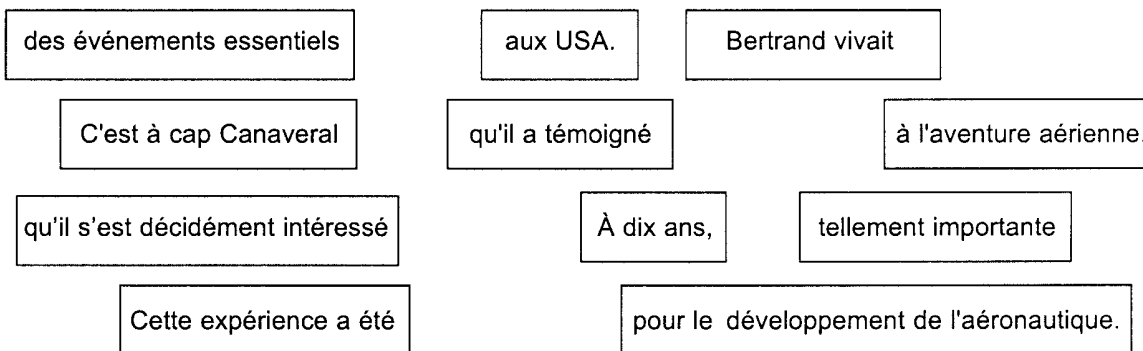 des événements essentiels aux USA. Bertrand vivait
C'est à cap Canaveral qu'il a témoigné à l'aventure aérienne.
qu'il s'est décidément intéressé À dix ans, tellement importante
Cette expérience a été pour le développement de l'aéronautique.